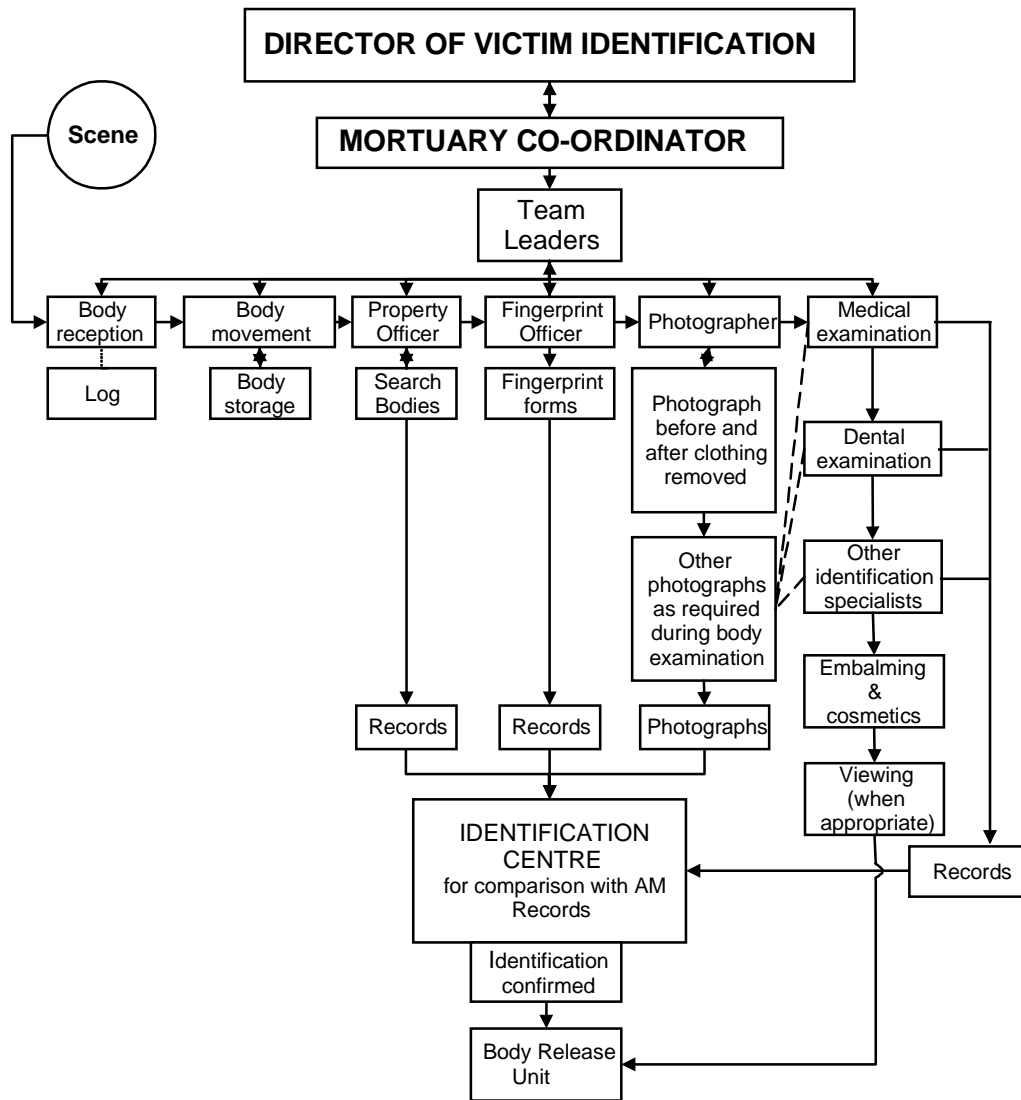 DIRECTOR OF VICTIM IDENTIFICATION
Scene
MORTUARY CO-ORDINATOR
Team
Leaders
Body
reception
Body
movement
Property
Officer
Fingerprint
Officer
Photographer
Medical
examination
Log
Body
storage
Search
Bodies
Fingerprint
forms
Photograph
before and
after clothing
removed
Dental
examination
Other
photographs
as required
during body
examination
Other
identification
specialists
Embalming
&
cosmetics
Records
Records
Photographs
Viewing
(when
appropriate)
IDENTIFICATION
CENTRE
for comparison with AM
Records
Records
Identification
confirmed
Body Release
Unit